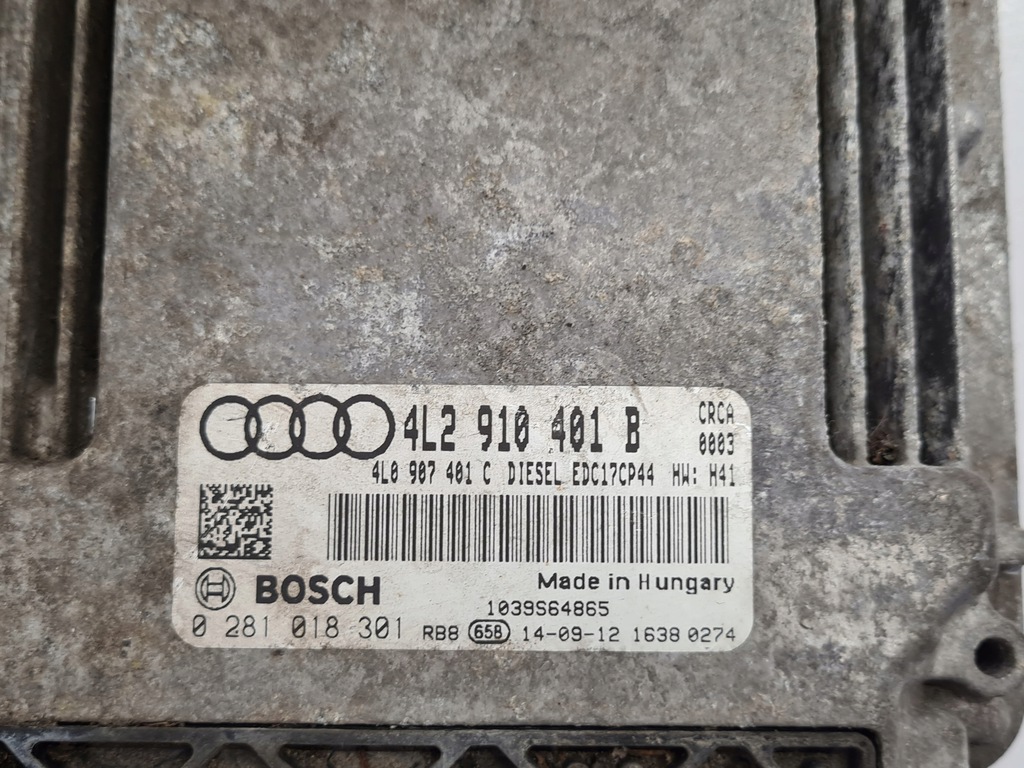 4L2 910 401 B
CRCA
0003
4L0 907 401 C DIESEL EDC17CP44 HW: H41
BOSCH
Made in Hungary
1039S64865
0 281 018 301 RB8 658 14-09-12 1638 0274